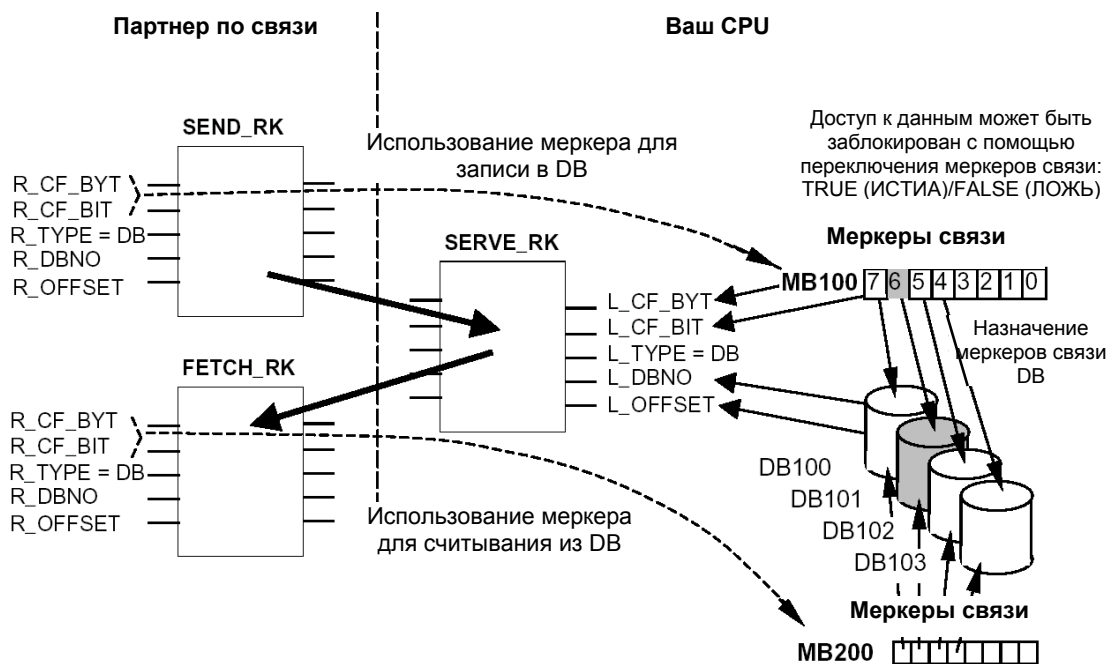 Партнер по связи
Ваш CPU
SEND_RK
R_CF_BYT
R_CF_BIT
R_TYPE = DB
R_DBNO
R_OFFSET
Использование меркера для
записи в DB
Доступ к данным может быть
заблокирован с помощью
переключения меркеров связи:
TRUE (ИСТИА)/FALSE (ЛОЖЬ)
Меркеры связи
MB100 7 6 5 4 3 2 1 0
SERVE_RK
L_CF_BYT
L_CF_BIT
L_TYPE = DB
L_DBNO
L_OFFSET
Назначение
меркеров связи
DB
FETCH_RK
R_CF_BYT
R_CF_BIT
R_TYPE = DB
R_DBNO
R_OFFSET
Использование меркера
для считывания из DB
DB100
DB101
DB102
DB103
Меркеры связи
MB200